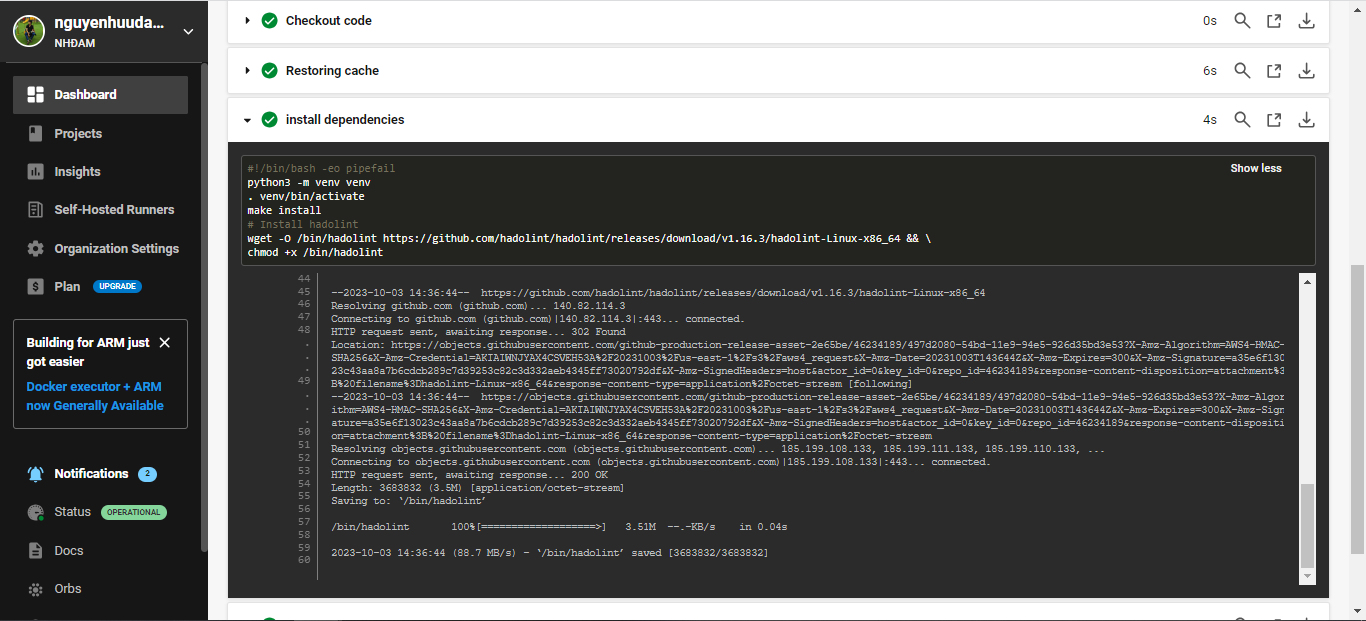 nguyenhuuda...
NHĐAM
Dashboard
Projects
Insights
Self-Hosted Runners
Organization Settings
Plan UPGRADE
Building for ARM just
got easier
Docker executor + ARM
now Generally Available
Notifications 2
Status OPERATIONAL
Docs
Orbs
Checkout code 0s
Restoring cache 6s
install dependencies 4s
#!/bin/bash -eo pipefail
Show less
python3 -m venv venv
. venv/bin/activate
make install
# Install hadolint
wget -O /bin/hadolint https://github.com/hadolint/hadolint/releases/download/v1.16.3/hadolint-Linux-x86_64 && \
chmod +x /bin/hadolint
44
45 --2023-10-03 14:36:44-- https://github.com/hadolint/hadolint/releases/download/v1.16.3/hadolint-Linux-x86_64
46 Resolving github.com (github.com)... 140.82.114.3
47 Connecting to github.com (github.com)|140.82.114.3|:443... connected.
48 HTTP request sent, awaiting response... 302 Found
Location: https://objects.githubusercontent.com/github-production-release-asset-2e65be/46234189/497d2080-54bd-11e9-94e5-926d35bd3e53?X-Amz-Algorithm=AWS4-HMAC-
SHA256&X-Amz-Credential=AKIAIWNJYAX4CSVEH53A%2F20231003%2Fus-east-1%2Fs3%2Faws4_request&X-Amz-Date=20231003T143644Z&X-Amz-Expires=300&X-Amz-Signature=a35e6f130
23c43aa8a7b6cdcb289c7d39253c82c3d332aeb4345ff73020792df&X-Amz-SignedHeaders=host&actor_id=0&key_id=0&repo_id=46234189&response-content-disposition=attachment%3
B%20filename%3Dhadolint-Linux-x86_64&response-content-type=application%2Foctet-stream [following]
49 --2023-10-03 14:36:44-- https://objects.githubusercontent.com/github-production-release-asset-2e65be/46234189/497d2080-54bd-11e9-94e5-926d35bd3e53?X-Amz-Algor
ithm=AWS4-HMAC-SHA256&X-Amz-Credential=AKIAIWNJYAX4CSVEH53A%2F20231003%2Fus-east-1%2Fs3%2Faws4_request&X-Amz-Date=20231003T143644Z&X-Amz-Expires=300&X-Amz-Sign
ature=a35e6f13023c43aa8a7b6cdcb289c7d39253c82c3d332aeb4345ff73020792df&X-Amz-SignedHeaders=host&actor_id=0&key_id=0&repo_id=46234189&response-content-dispositi
on=attachment%3B%20filename%3Dhadolint-Linux-x86_64&response-content-type=application%2Foctet-stream
50 Resolving objects.githubusercontent.com (objects.githubusercontent.com)... 185.199.108.133, 185.199.111.133, 185.199.110.133, ...
51 Connecting to objects.githubusercontent.com (objects.githubusercontent.com)|185.199.108.133|:443... connected.
52 HTTP request sent, awaiting response... 200 OK
53 Length: 3683832 (3.5M) [application/octet-stream]
54 Saving to: ‘/bin/hadolint’
55
56 /bin/hadolint 100%[===================>] 3.51M --.-KB/s in 0.04s
57
58 2023-10-03 14:36:44 (88.7 MB/s) - ‘/bin/hadolint’ saved [3683832/3683832]
59
60